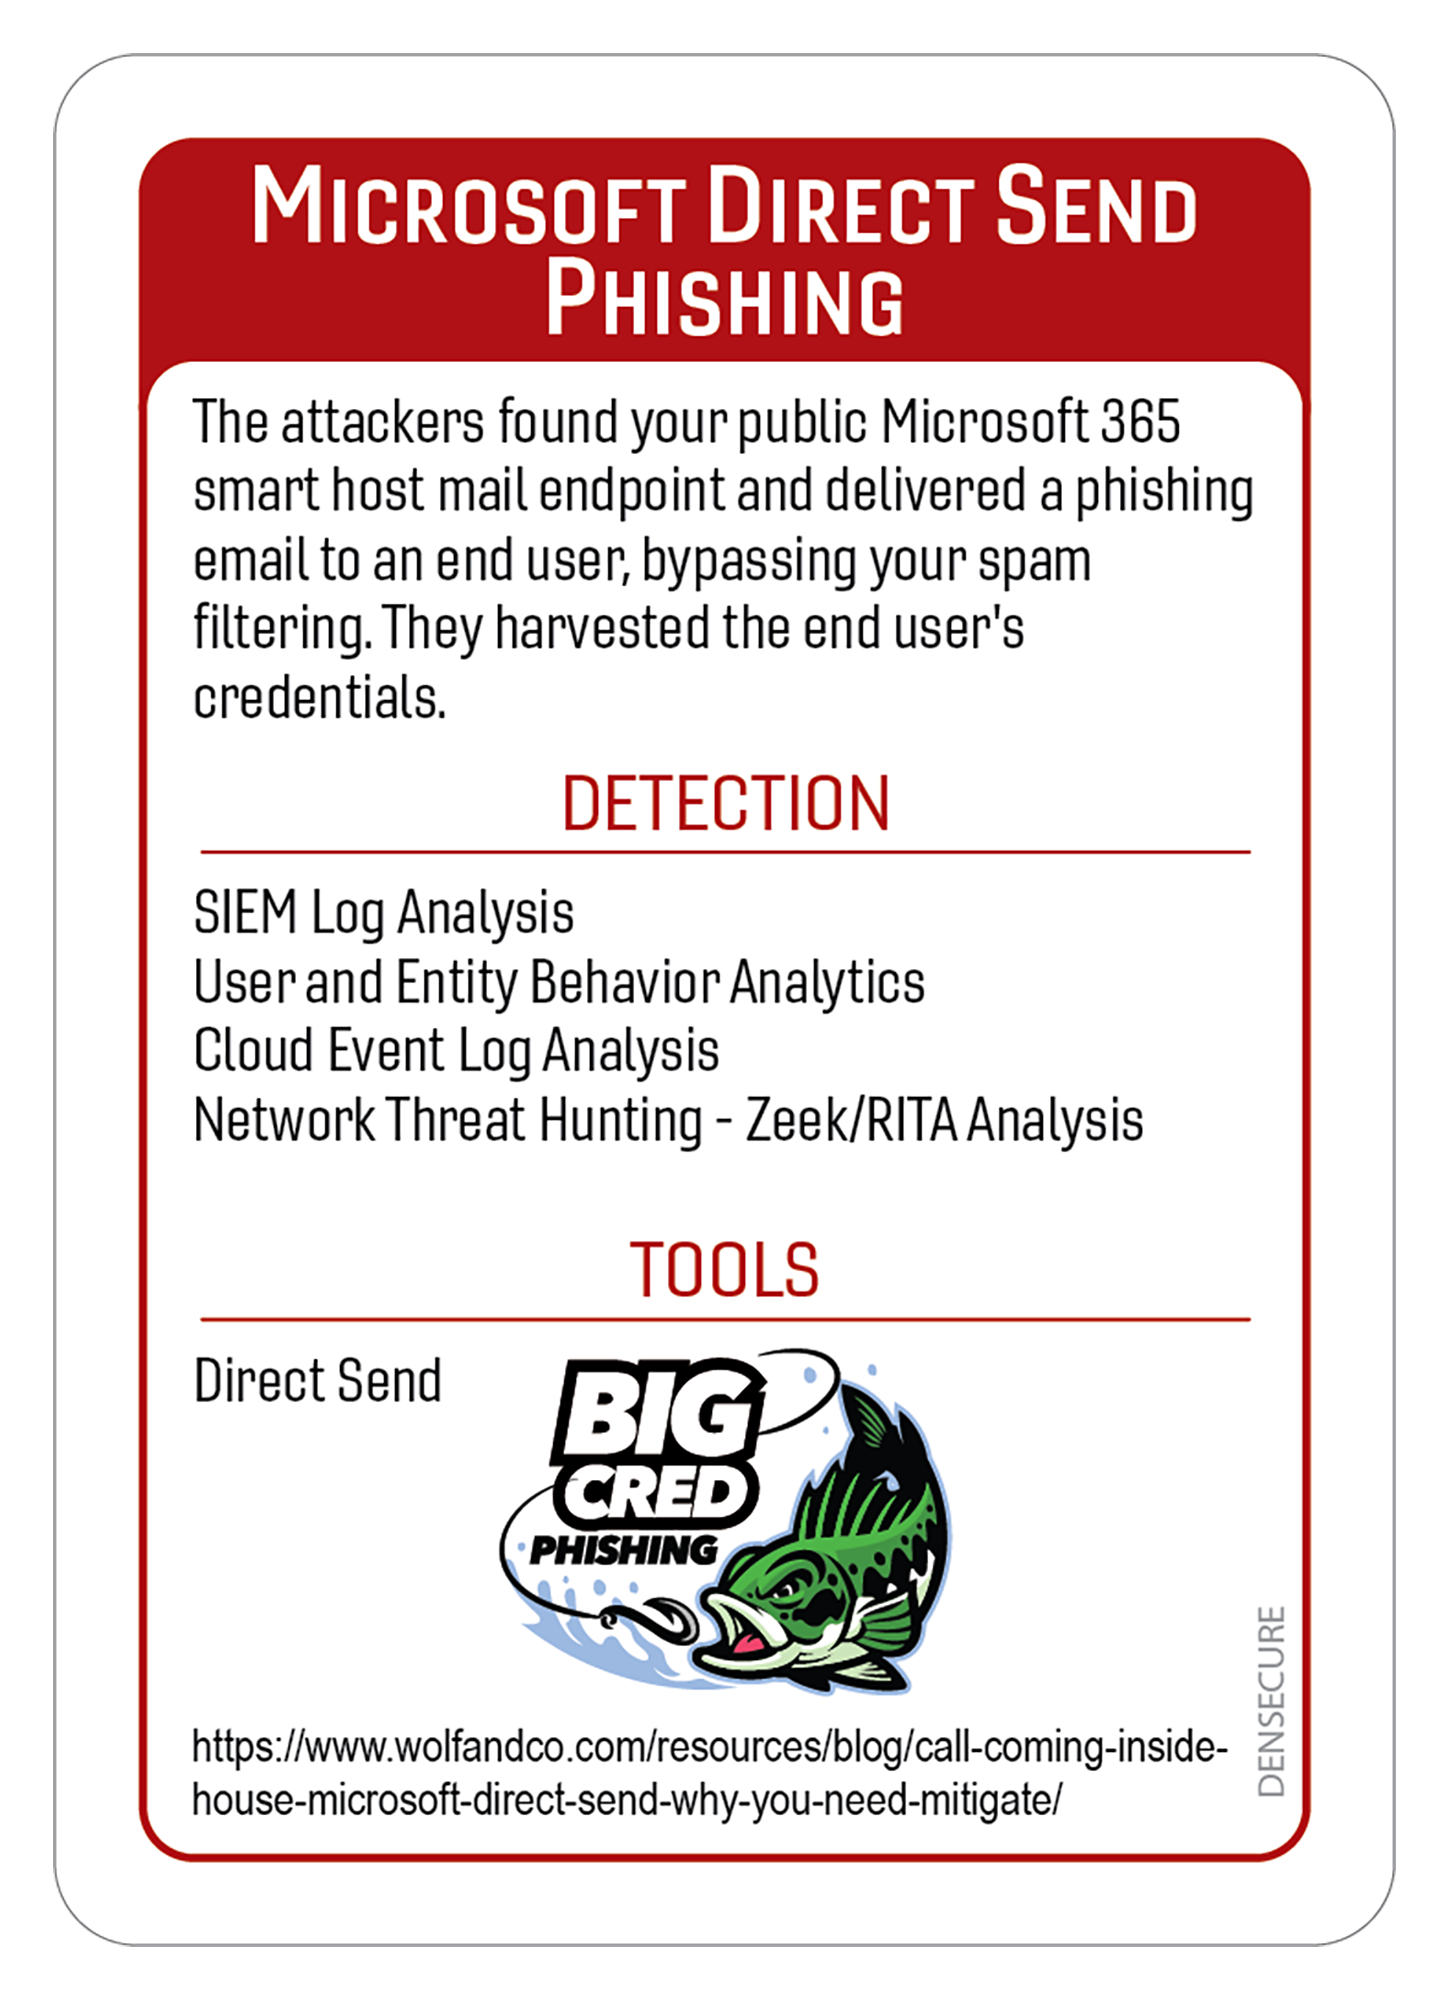 MICROSOFT DIRECT SEND
PHISHING
The attackers found your public Microsoft 365
smart host mail endpoint and delivered a phishing
email to an end user, bypassing your spam
filtering. They harvested the end user's
credentials.
DETECTION
SIEM Log Analysis
User and Entity Behavior Analytics
Cloud Event Log Analysis
Network Threat Hunting - Zeek/RITA Analysis
TOOLS
Direct Send
BIG
CRED
PHISHING
https://www.wolfandco.com/resources/blog/call-coming-inside-
house-microsoft-direct-send-why-you-need-mitigate/
DENSECURE